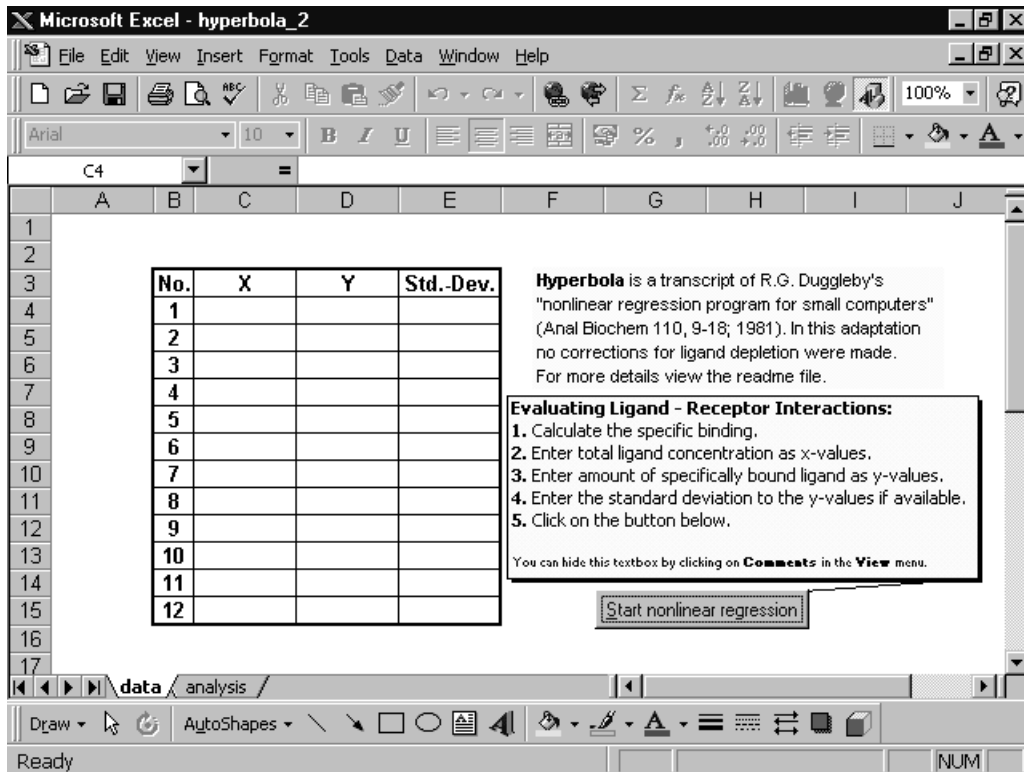 Microsoft Excel - hyperbola_2
File Edit View Insert Format Tools Data Window Help
ABC Σ fx A Z Z A 100%
Arial 10 B I U % , A
C4 =
A B C D E F G H I J
1
2
3 No. X Y Std.-Dev. Hyperbola is a transcript of R.G. Duggleby's
4 1 "nonlinear regression program for small computers"
5 2 (Anal Biochem 110, 9-18; 1981). In this adaptation
6 3 no corrections for ligand depletion were made.
7 4 For more details view the readme file.
8 5 Evaluating Ligand - Receptor Interactions:
9 6 1. Calculate the specific binding.
10 7 2. Enter total ligand concentration as x-values.
11 8 3. Enter amount of specifically bound ligand as y-values.
12 9 4. Enter the standard deviation to the y-values if available.
13 10 5. Click on the button below.
14 11 You can hide this textbox by clicking on Comments in the View menu.
15 12 Start nonlinear regression
16
17
data analysis
Draw AutoShapes A A
Ready NUM